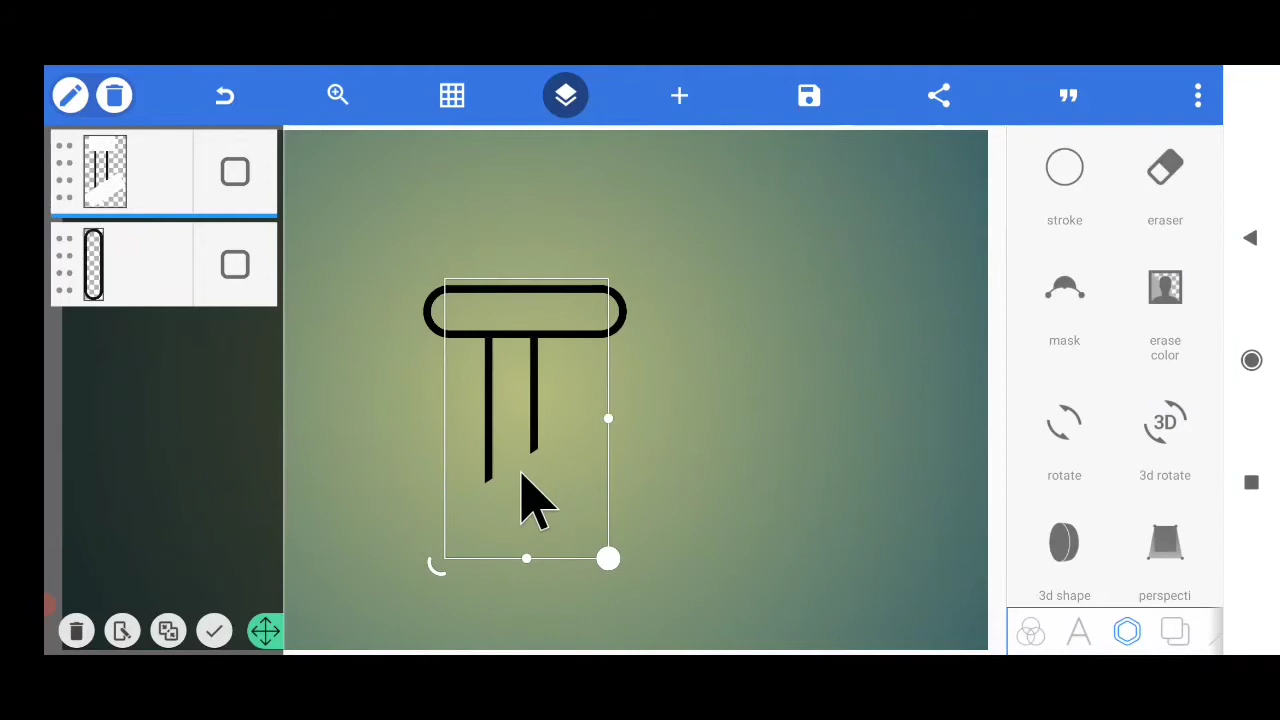 stroke
eraser
mask
erase
color
3D
rotate
3d rotate
3d shape
perspecti